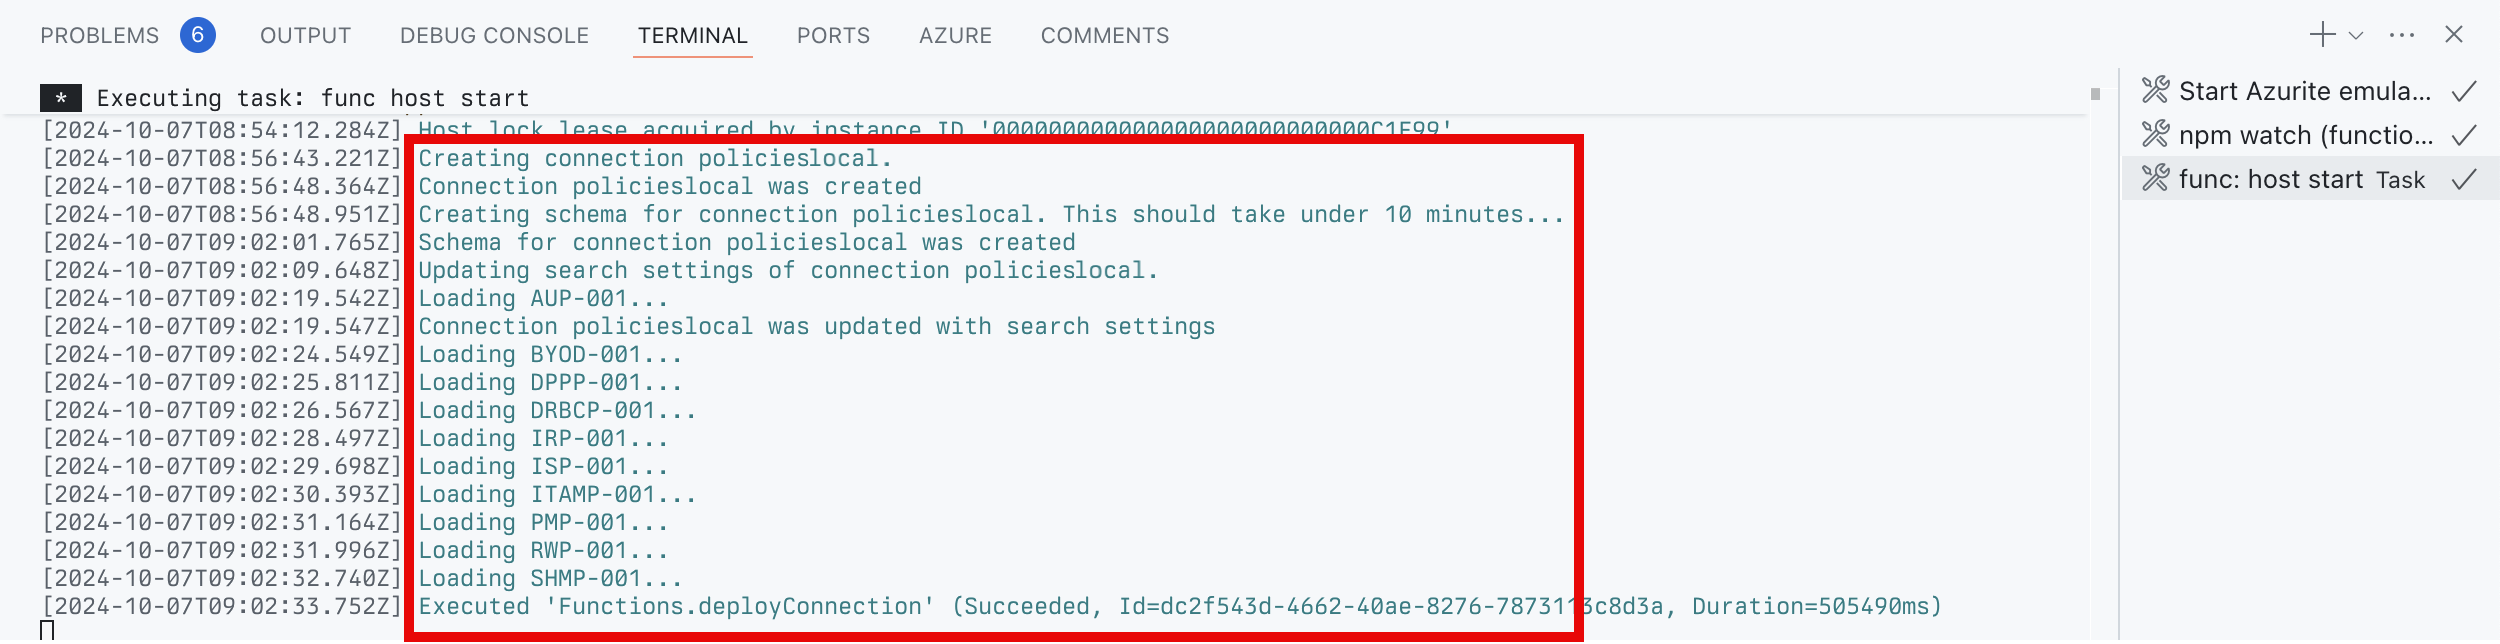 PROBLEMS 6 OUTPUT DEBUG CONSOLE TERMINAL PORTS AZURE COMMENTS
* Executing task: func host start
[2024-10-07T08:54:12.284Z] Host lock lease acquired by instance ID '000000000000000000000000000C1E99'
[2024-10-07T08:56:43.221Z] Creating connection policieslocal.
[2024-10-07T08:56:48.364Z] Connection policieslocal was created
[2024-10-07T08:56:48.951Z] Creating schema for connection policieslocal. This should take under 10 minutes...
[2024-10-07T09:02:01.765Z] Schema for connection policieslocal was created
[2024-10-07T09:02:09.648Z] Updating search settings of connection policieslocal.
[2024-10-07T09:02:19.542Z] Loading AUP-001...
[2024-10-07T09:02:19.547Z] Connection policieslocal was updated with search settings
[2024-10-07T09:02:24.549Z] Loading BYOD-001...
[2024-10-07T09:02:25.811Z] Loading DPPP-001...
[2024-10-07T09:02:26.567Z] Loading DRBCP-001...
[2024-10-07T09:02:28.497Z] Loading IRP-001...
[2024-10-07T09:02:29.698Z] Loading ISP-001...
[2024-10-07T09:02:30.393Z] Loading ITAMP-001...
[2024-10-07T09:02:31.164Z] Loading PMP-001...
[2024-10-07T09:02:31.996Z] Loading RWP-001...
[2024-10-07T09:02:32.740Z] Loading SHMP-001...
[2024-10-07T09:02:33.752Z] Executed 'Functions.deployConnection' (Succeeded, Id=dc2f543d-4662-40ae-8276-7873113c8d3a, Duration=505490ms)
Start Azurite emula...
npm watch (functio...
func: host start Task